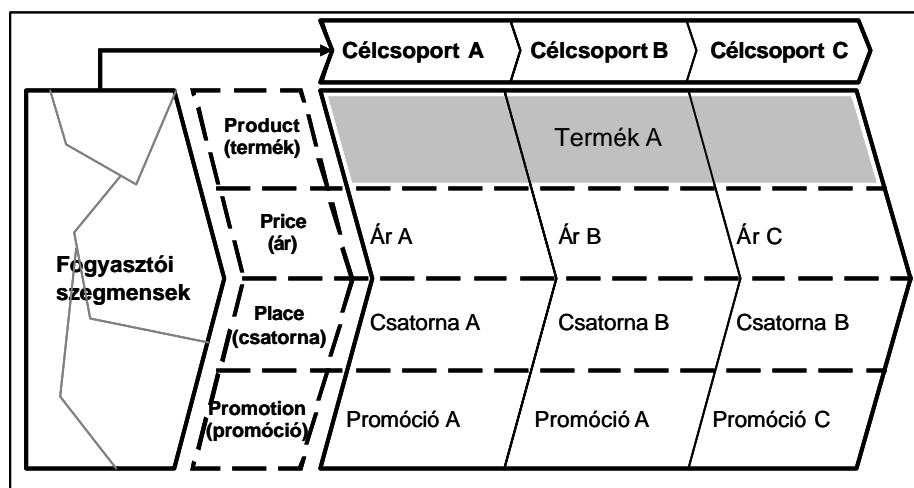 Célcsoport A Célcsoport B Célcsoport C
Product
(termék)
Termék A
Price
(ár)
Ár A Ár B Ár C
Fogyasztói
szegmensek
Place
(csatorna)
Csatorna A Csatorna B Csatorna B
Promotion
(promóció)
Promóció A Promóció A Promóció C